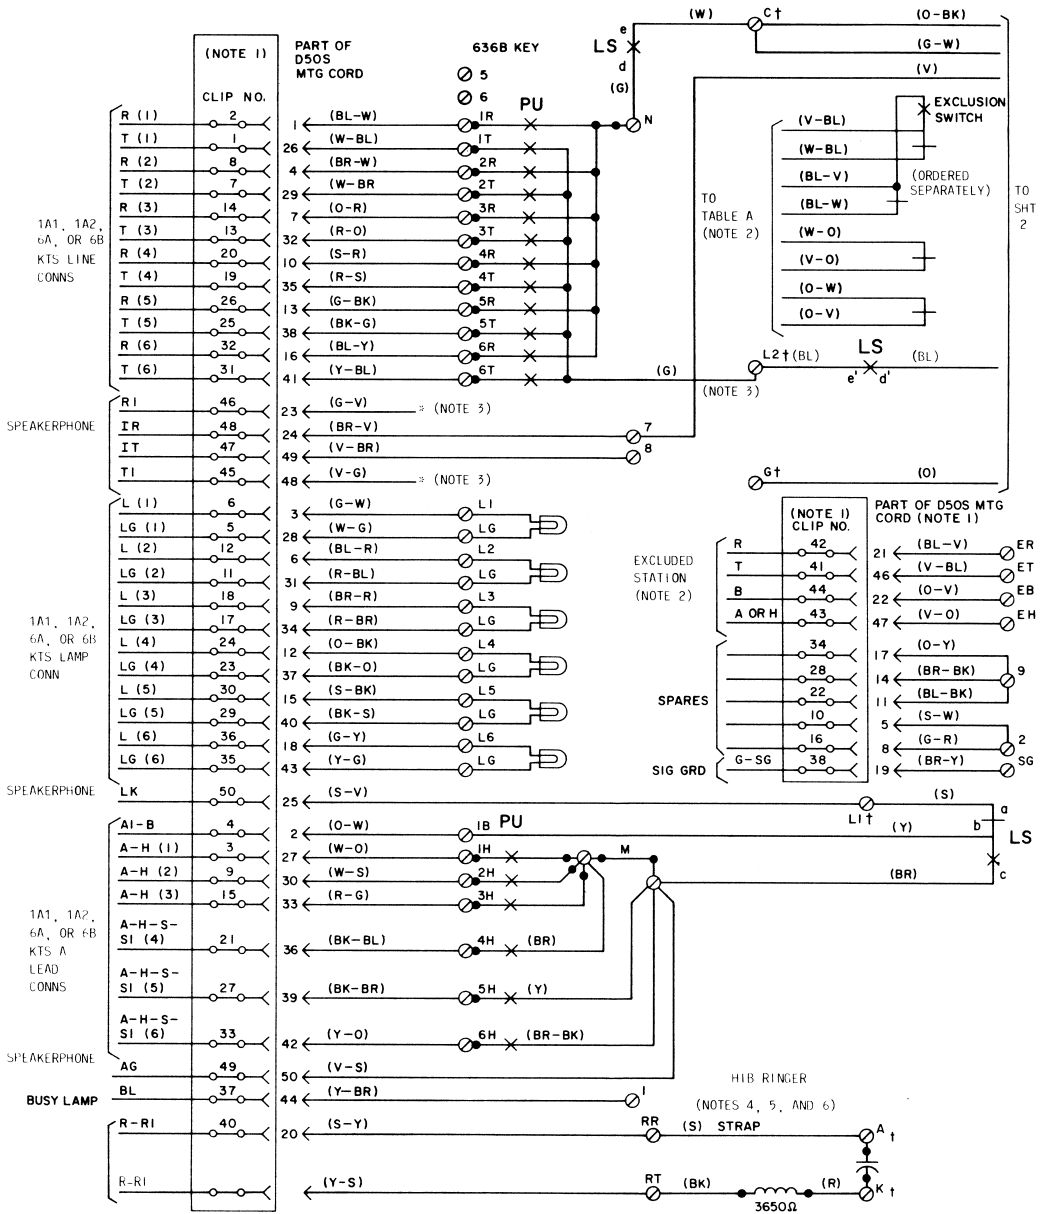 (NOTE 1)
CLIP NO.
PART OF
D50S
MTG CORD
636B KEY
5
6
PU
LS
e
d
(G)
N
(W)
C†
(O-BK)
(G-W)
(V)
EXCLUSION
SWITCH
(V-BL)
(W-BL)
(BL-V)
(BL-W)
(W-O)
(V-O)
(O-W)
(O-V)
(ORDERED
SEPARATELY)
TO
TABLE A
(NOTE 2)
TO
SHT
2
1A1, 1A2,
6A, OR 6B
KTS LINE
CONNS
R (1) 2 1 (BL-W) 1R
T (1) 1 26 (W-BL) 1T
R (2) 8 4 (BR-W) 2R
T (2) 7 29 (W-BR 2T
R (3) 14 7 (O-R) 3R
T (3) 13 32 (R-O) 3T
R (4) 20 10 (S-R) 4R
T (4) 19 35 (R-S) 4T
R (5) 26 13 (G-BK) 5R
T (5) 25 38 (BK-G) 5T
R (6) 32 16 (BL-Y) 6R
T (6) 31 41 (Y-BL) 6T
(G)
(NOTE 3)
L2† (BL)
LS
e' d'
(BL)
SPEAKERPHONE
R1 46 23 (G-V) * (NOTE 3)
1R 48 24 (BR-V) 7
1T 47 49 (V-BR) 8
T1 45 48 (V-G) * (NOTE 3)
G†
(O)
1A1, 1A2,
6A, OR 6B
KTS LAMP
CONN
L (1) 6 3 (G-W) L1
LG (1) 5 28 (W-G) LG
L (2) 12 6 (BL-R) L2
LG (2) 11 31 (R-BL) LG
L (3) 18 9 (BR-R) L3
LG (3) 17 34 (R-BR) LG
L (4) 24 12 (O-BK) L4
LG (4) 23 37 (BK-O) LG
L (5) 30 15 (S-BK) L5
LG (5) 29 40 (BK-S) LG
L (6) 36 18 (G-Y) L6
LG (6) 35 43 (Y-G) LG
(NOTE 1)
CLIP NO.
PART OF D50S MTG
CORD (NOTE 1)
EXCLUDED
STATION
(NOTE 2)
R 42 21 (BL-V) ER
T 41 46 (V-BL) ET
B 44 22 (O-V) EB
A OR H 43 47 (V-O) EH
SPARES
34 17 (O-Y)
28 14 (BR-BK) 9
22 11 (BL-BK)
10 5 (S-W)
16 8 (G-R) 2
SIG GRD
G-SG 38 19 (BR-Y) SG
SPEAKERPHONE
LK 50 25 (S-V)
L1†
(S)
a
b
c
LS
(Y)
(BR)
1A1, 1A2,
6A, OR 6B
KTS A
LEAD
CONNS
A1-B 4 2 (O-W) 1B PU
A-H (1) 3 27 (W-O) 1H M
A-H (2) 9 30 (W-S) 2H
A-H (3) 15 33 (R-G) 3H
A-H-S-
S1 (4) 21 36 (BK-BL) 4H (BR)
A-H-S-
S1 (5) 27 39 (BK-BR) 5H (Y)
A-H-S-
S1 (6) 33 42 (Y-O) 6H (BR-BK)
SPEAKERPHONE
AG 49 50 (V-S)
BUSY LAMP
BL 37 44 (Y-BR) 1
H1B RINGER
(NOTES 4, 5, AND 6)
R-R1 40 20 (S-Y) RR (S) STRAP A †
R-R1 (Y-S) RT (BK) (R) K †
3650Ω